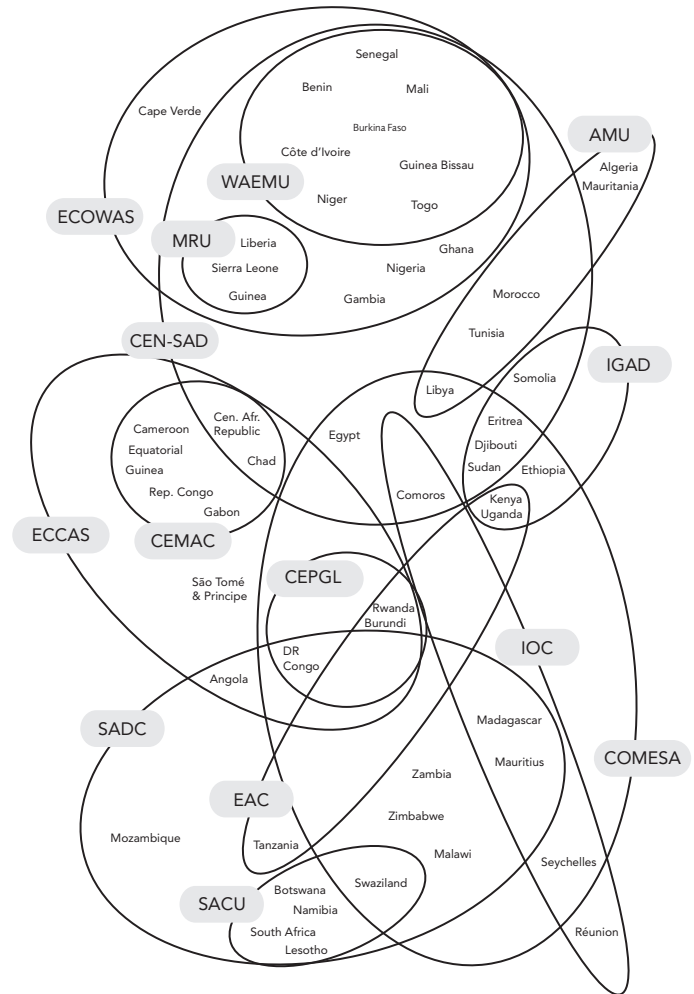 Senegal
Benin
Mali
Cape Verde
Burkina Faso
AMU
Côte d'Ivoire
Guinea Bissau
Algeria
Mauritania
WAEMU
Niger
Togo
ECOWAS
MRU
Liberia
Ghana
Sierra Leone
Nigeria
Guinea
Gambia
Morocco
Tunisia
CEN-SAD
IGAD
Somolia
Libya
Cen. Afr.
Republic
Cameroon
Eritrea
Egypt
Equatorial
Guinea
Djibouti
Chad
Sudan
Ethiopia
Rep. Congo
Comoros
Kenya
Uganda
Gabon
ECCAS
CEMAC
CEPGL
São Tomé
& Principe
Rwanda
Burundi
IOC
DR
Congo
Angola
Madagascar
SADC
Mauritius
COMESA
Zambia
EAC
Zimbabwe
Mozambique
Tanzania
Malawi
Seychelles
Swaziland
Botswana
SACU
Namibia
South Africa
Réunion
Lesotho